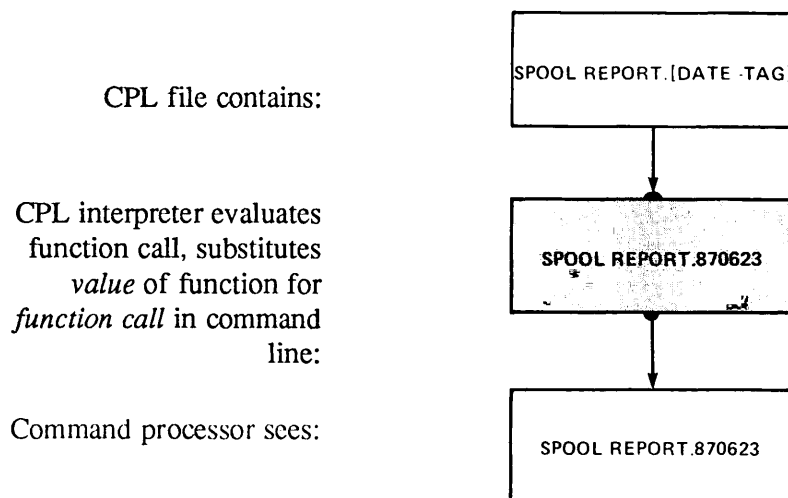 SPOOL REPORT.[DATE -TAG]
CPL file contains:
CPL interpreter evaluates
function call, substitutes
value of function for
function call in command
line:
SPOOL REPORT.870623
Command processor sees:
SPOOL REPORT.870623